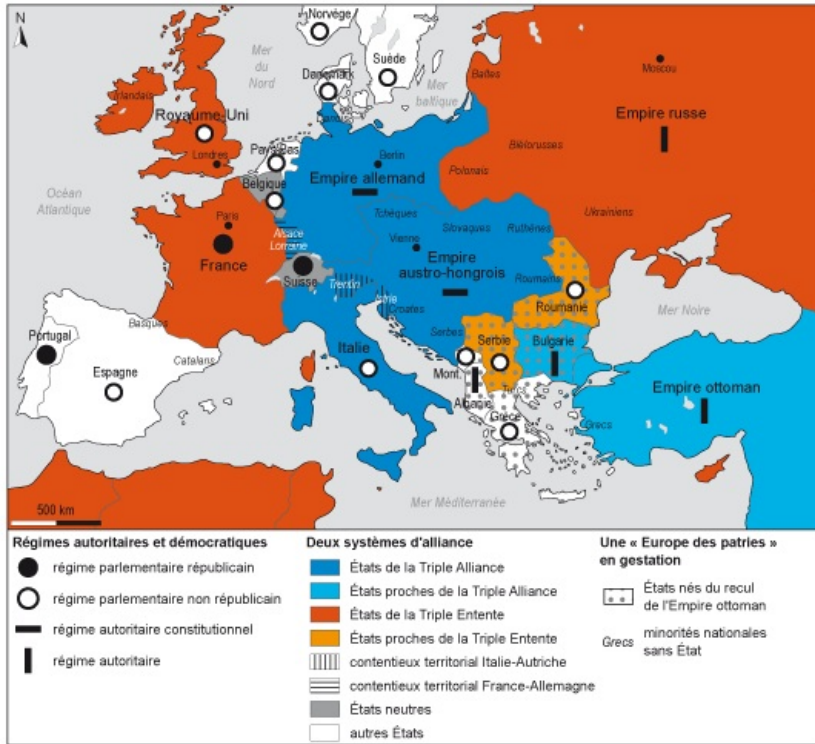 N
Norvège
Mer
du
Nord
Suède
Danemark
Mer
baltique
Baltes
Moscou
Irlandais
Royaume-Uni
Danois
Empire russe
Londres
Pays-Bas
Berlin
Biélorusses
Belgique
Empire allemand
Polonais
Océan
Atlantique
Paris
Tchèques
Slovaques
Ruthènes
Ukrainiens
Alsace
Lorraine
Vienne
France
Empire
austro-hongrois
Suisse
Trentin
Roumains
Istrie
Croates
Roumanie
Mer Noire
Basques
Serbes
Portugal
Catalans
Italie
Serbie
Bulgarie
Espagne
Mont.
Turcs
Empire ottoman
Albanie
Grèce
Grecs
Mer Méditerranée
500 km
Régimes autoritaires et démocratiques
régime parlementaire républicain
régime parlementaire non républicain
régime autoritaire constitutionnel
régime autoritaire
Deux systèmes d'alliance
États de la Triple Alliance
États proches de la Triple Alliance
États de la Triple Entente
États proches de la Triple Entente
contentieux territorial Italie-Autriche
contentieux territorial France-Allemagne
États neutres
autres États
Une « Europe des patries »
en gestation
États nés du recul
de l'Empire ottoman
Grecs
minorités nationales
sans État